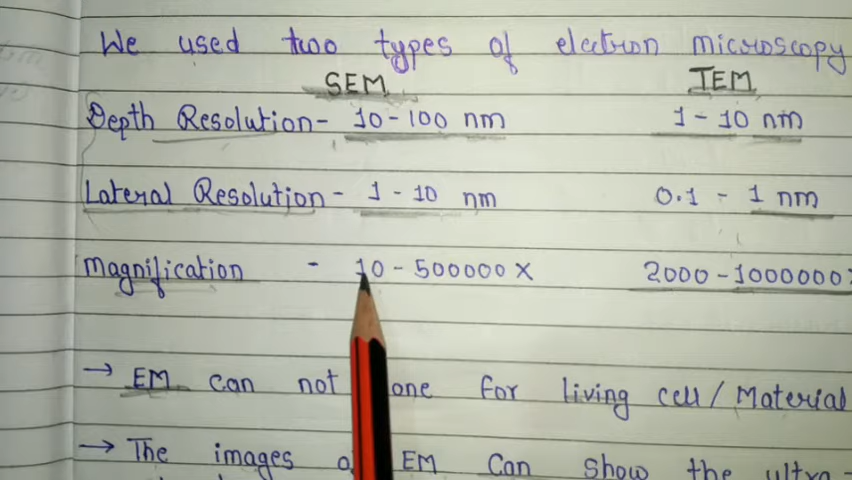 We used two types of electron microscopy
SEM TEM
Depth Resolution- 10-100 nm 1-10 nm
Lateral Resolution- 1-10 nm 0.1 - 1 nm
Magnification - 10-500000 X 2000-1000000
→ EM can not one for living cell/Material
→ The images EM Can Show the ultra-